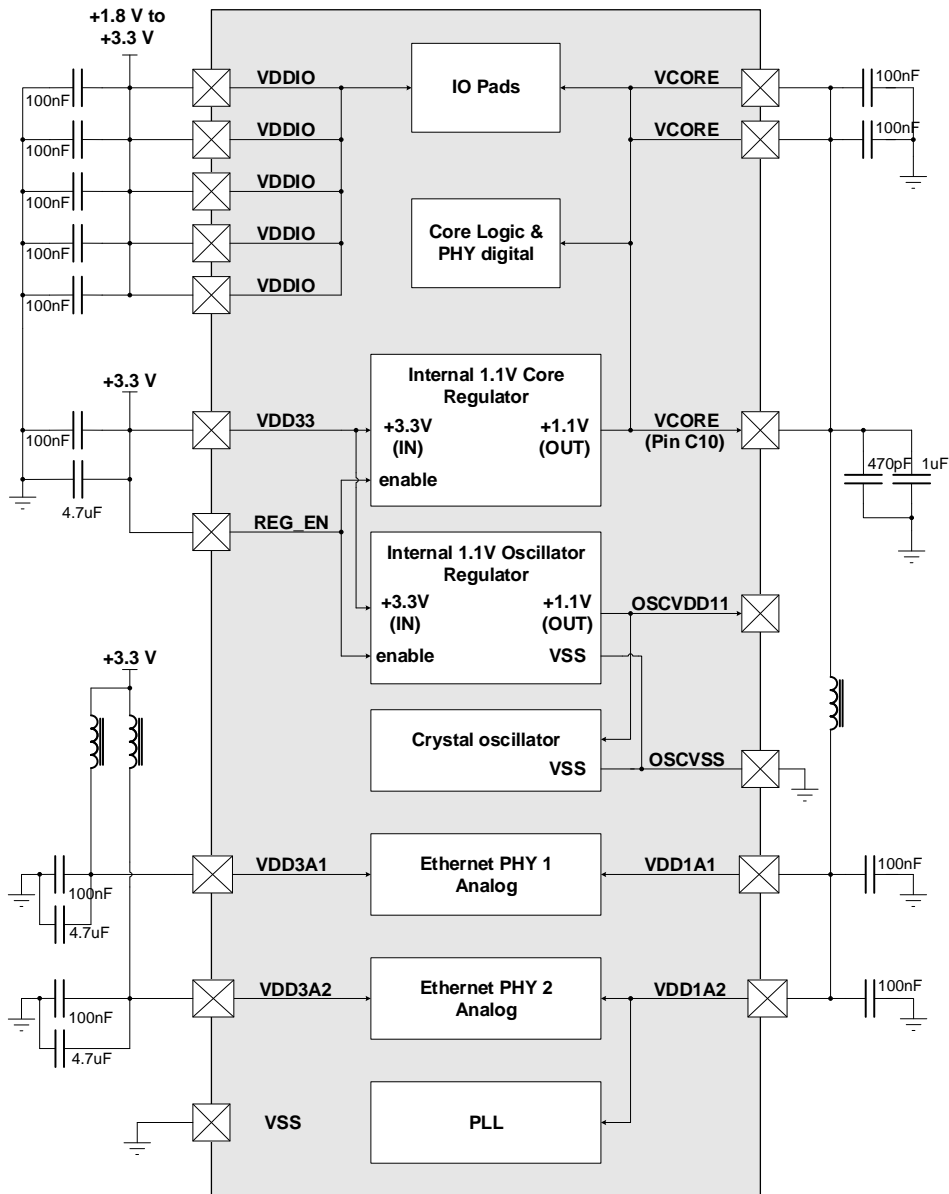 +1.8 V to
+3.3 V
100nF
VDDIO
IO Pads
VCORE
100nF
100nF
VDDIO
VCORE
100nF
100nF
VDDIO
100nF
VDDIO
Core Logic &
PHY digital
100nF
VDDIO
+3.3 V
100nF
VDD33
Internal 1.1V Core
Regulator
+3.3V
(IN)
+1.1V
(OUT)
enable
VCORE
(Pin C10)
470pF
1uF
4.7uF
REG_EN
Internal 1.1V Oscillator
Regulator
+3.3V
(IN)
+1.1V
(OUT)
enable
VSS
OSCVDD11
+3.3 V
Crystal oscillator
VSS
OSCVSS
100nF
4.7uF
VDD3A1
Ethernet PHY 1
Analog
VDD1A1
100nF
100nF
4.7uF
VDD3A2
Ethernet PHY 2
Analog
VDD1A2
100nF
VSS
PLL